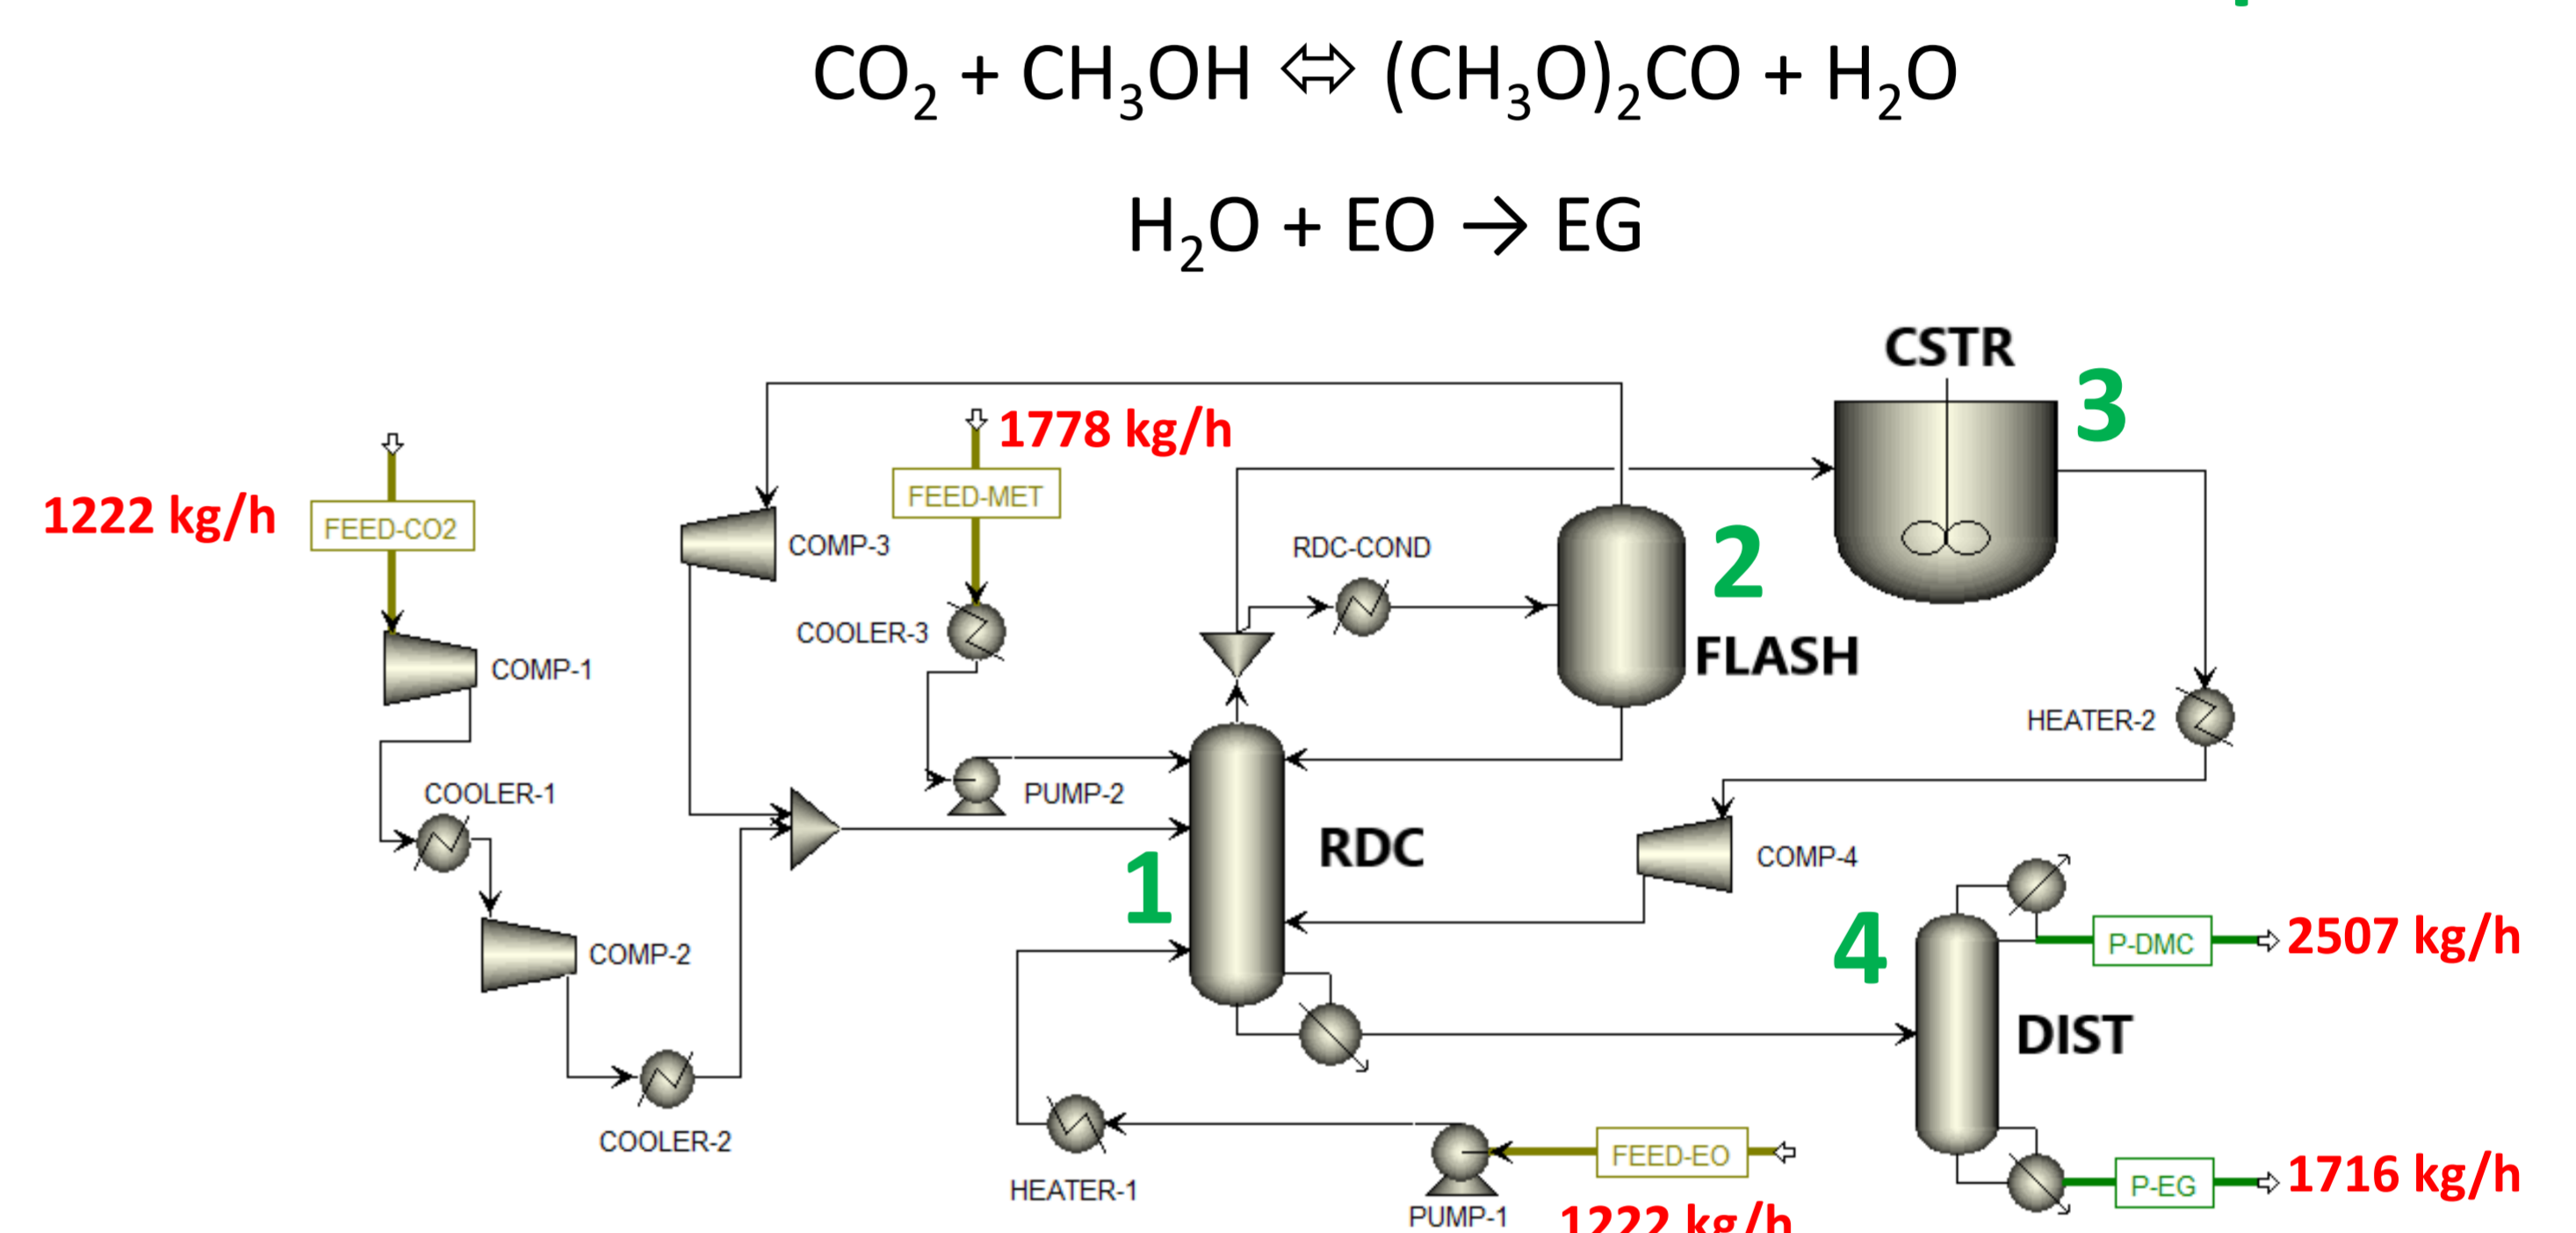 CO₂ + CH₃OH ⇔ (CH₃O)₂CO + H₂O
H₂O + EO → EG
CSTR
3
1778 kg/h
1222 kg/h
FEED-CO2
FEED-MET
COMP-3
RDC-COND
2
COOLER-3
FLASH
COMP-1
HEATER-2
COOLER-1
PUMP-2
RDC
COMP-4
1
4
COMP-2
P-DMC
2507 kg/h
DIST
COOLER-2
FEED-EO
HEATER-1
P-EG
1716 kg/h
PUMP-1
1222 kg/h